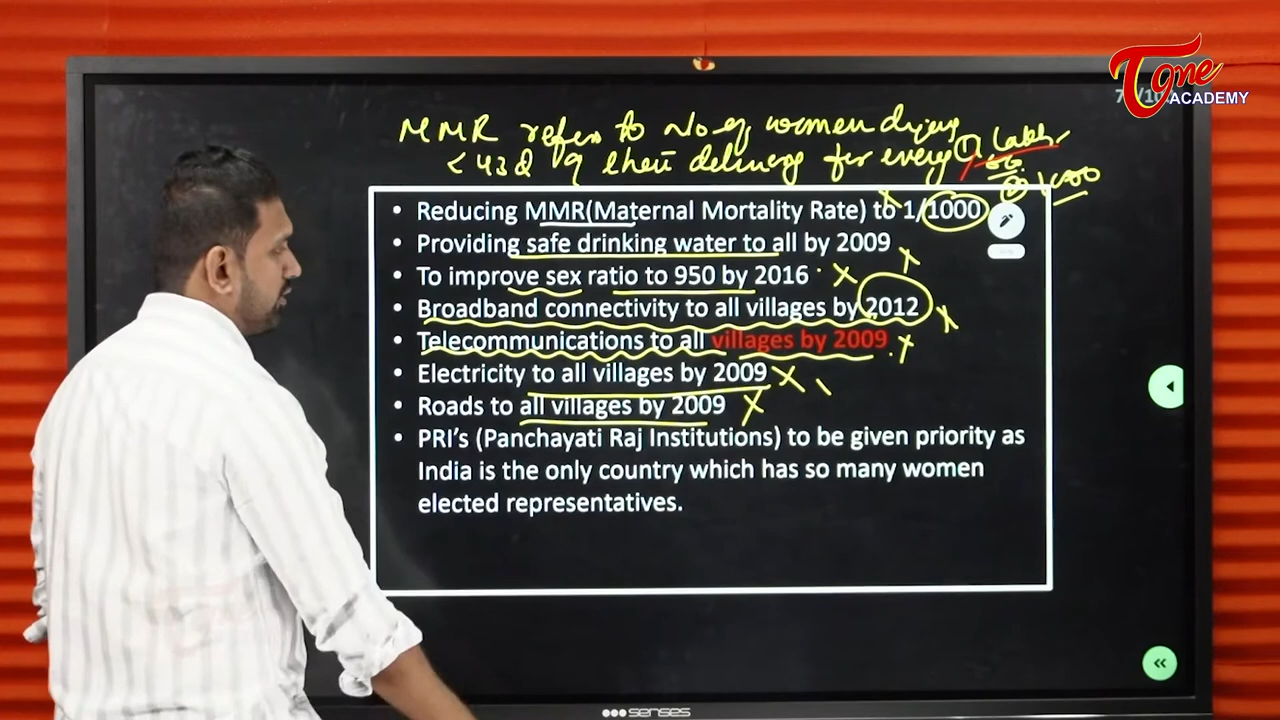 Tone
ACADEMY
MMR refers to No of women dying
< 42d of their delivery for every 1 lakh
1000
• Reducing MMR(Maternal Mortality Rate) to 1/1000
• Providing safe drinking water to all by 2009
• To improve sex ratio to 950 by 2016
• Broadband connectivity to all villages by 2012
• Telecommunications to all villages by 2009
• Electricity to all villages by 2009
• Roads to all villages by 2009
• PRI's (Panchayati Raj Institutions) to be given priority as
India is the only country which has so many women
elected representatives.
senses